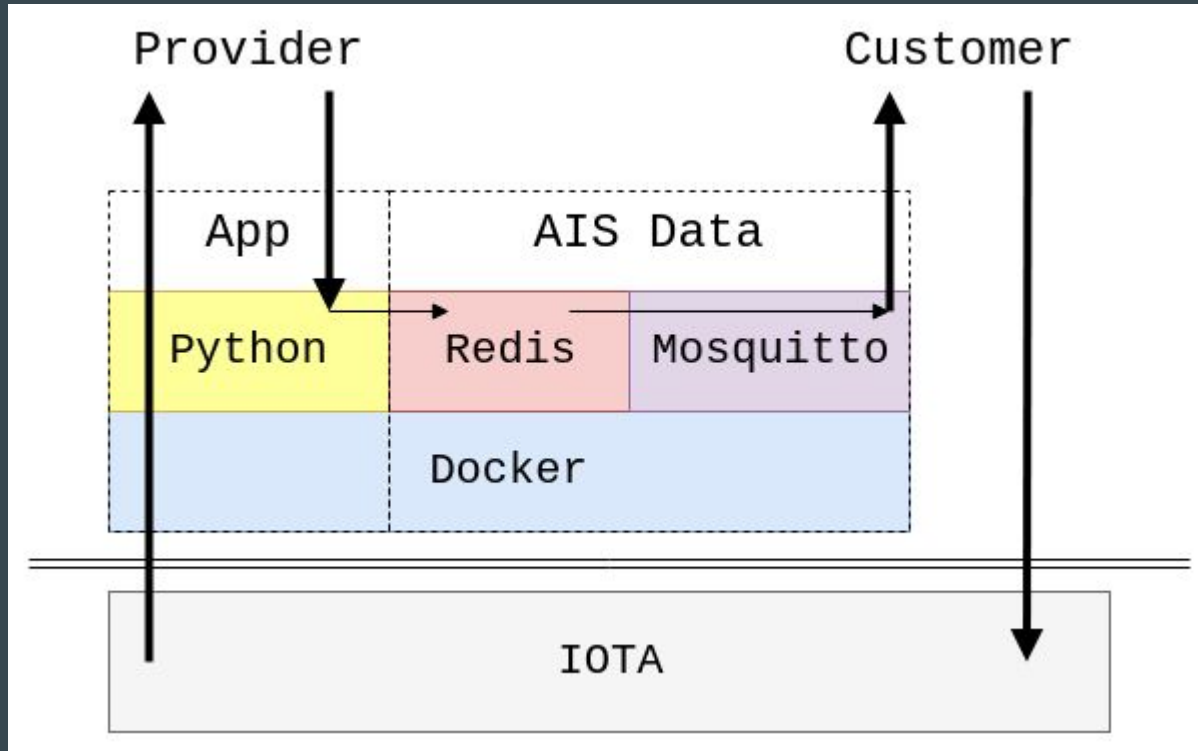 Provider
Customer
App
AIS Data
Python
Redis
Mosquitto
Docker
IOTA